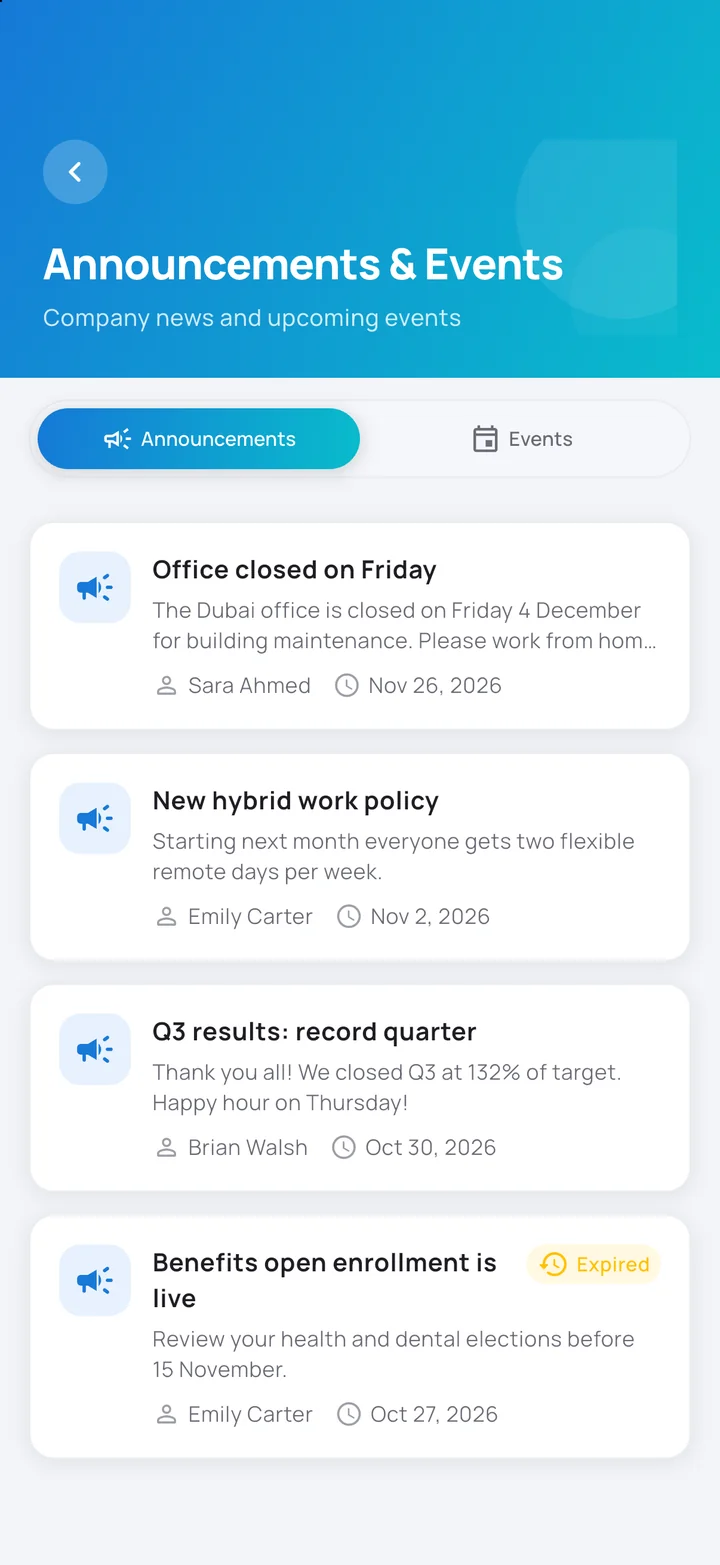 Announcements & Events
Company news and upcoming events
Announcements
Events
Office closed on Friday
The Dubai office is closed on Friday 4 December
for building maintenance. Please work from hom...
Sara Ahmed Nov 26, 2026
New hybrid work policy
Starting next month everyone gets two flexible
remote days per week.
Emily Carter Nov 2, 2026
Q3 results: record quarter
Thank you all! We closed Q3 at 132% of target.
Happy hour on Thursday!
Brian Walsh Oct 30, 2026
Benefits open enrollment is
live
Expired
Review your health and dental elections before
15 November.
Emily Carter Oct 27, 2026